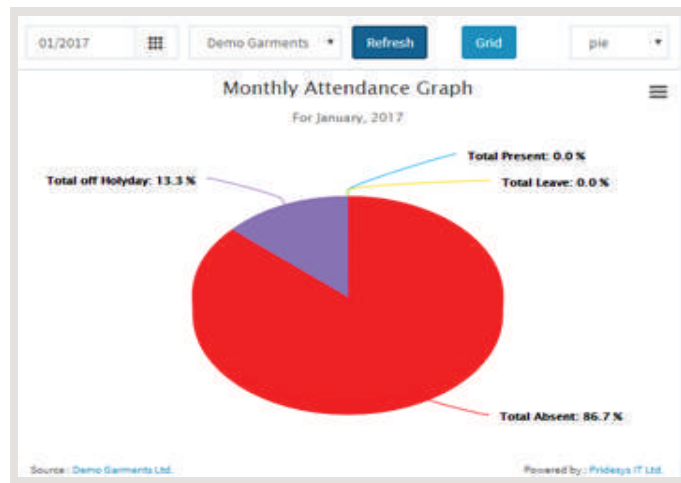 01/2017 Demo Garments Refresh Grid pie
Monthly Attendance Graph
For January, 2017
Total Present: 0.0 %
Total off Holyday: 13.3 % Total Leave: 0.0 %
Total Absent: 86.7 %
Source : Demo Garments Ltd. Powered by : Pridesys IT Ltd.